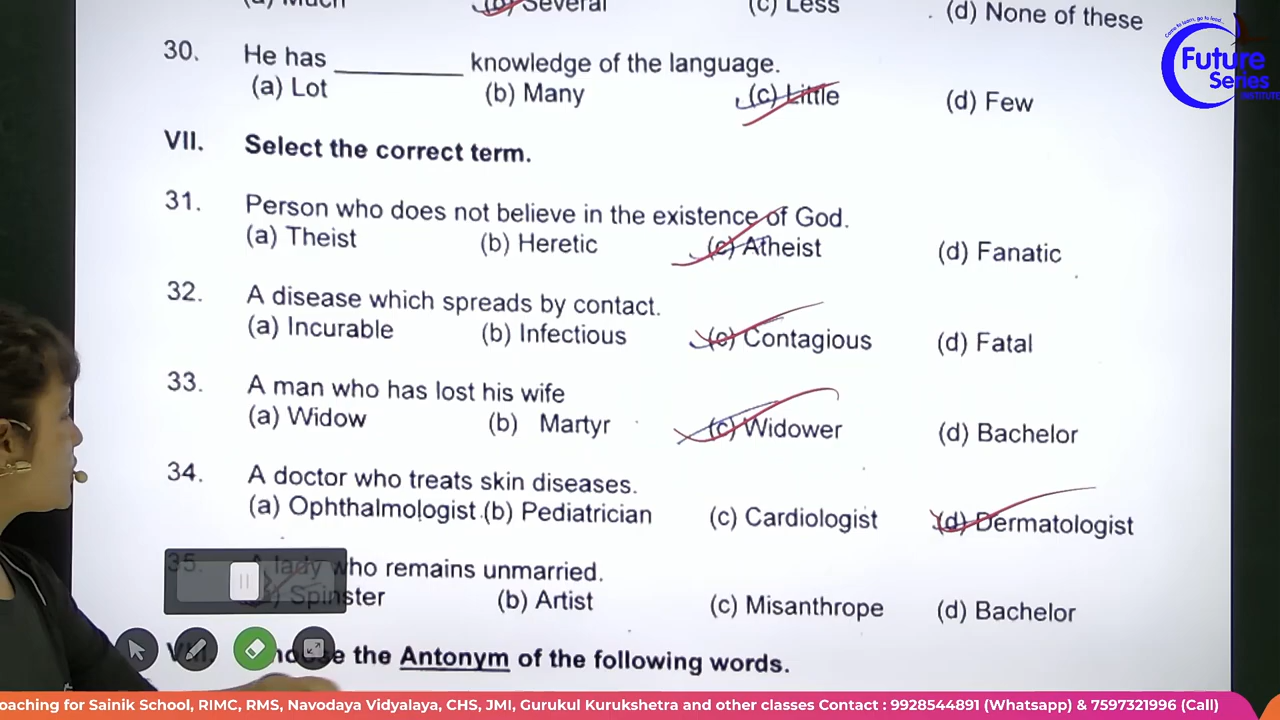 (a) Much (b) Several (c) Less (d) None of these
30. He has ________ knowledge of the language.
(a) Lot (b) Many (c) Little (d) Few
VII. Select the correct term.
31. Person who does not believe in the existence of God.
(a) Theist (b) Heretic (c) Atheist (d) Fanatic
32. A disease which spreads by contact.
(a) Incurable (b) Infectious (c) Contagious (d) Fatal
33. A man who has lost his wife
(a) Widow (b) Martyr (c) Widower (d) Bachelor
34. A doctor who treats skin diseases.
(a) Ophthalmologist (b) Pediatrician (c) Cardiologist (d) Dermatologist
35. A lady who remains unmarried.
(a) Spinster (b) Artist (c) Misanthrope (d) Bachelor
the Antonym of the following words.
Future
Series
INSTITUTE
oaching for Sainik School, RIMC, RMS, Navodaya Vidyalaya, CHS, JMI, Gurukul Kurukshetra and other classes Contact : 9928544891 (Whatsapp) & 7597321996 (Call)